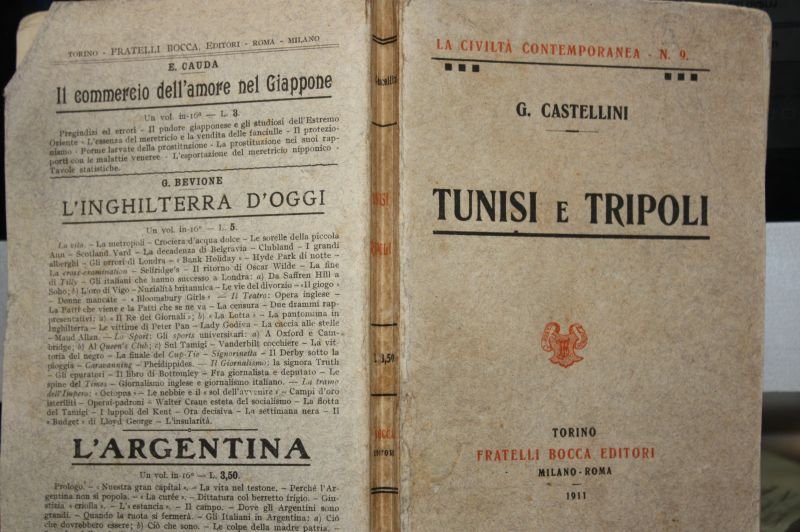 TORINO - FRATELLI BOCCA, EDITORI - ROMA - MILANO
E. CAUDA
Il commercio dell'amore nel Giappone
Un vol. in-16º — L. 3.
Pregiudizi ed errori - Il pudore giapponese e gli studiosi dell'Estremo
Oriente - L'essenza del meretricio e la vendita delle fanciulle - Il protezio-
nismo - Forme larvate della prostituzione - La prostituzione nei suoi rap-
porti con le malattie veneree - L'esportazione del meretricio nipponico -
Tavole statistiche.
G. BEVIONE
L'INGHILTERRA D'OGGI
Un vol. in-16º — L. 5.
La vita. — La metropoli - Crociera d'acqua dolce - Le sorelle della piccola
Ann - Scotland Yard - La decadenza di Belgravia - Clubland - I grandi
alberghi - Gli errori di Londra - « Bank Holiday » - Hyde Park di notte -
La cross-examination - Selfridge's - Il ritorno di Oscar Wilde - La fine
di Tilly - Gli italiani che hanno successo a Londra: a) Da Saffren Hill a
Soho; b) L'oro di Vigo - Nuzialità britannica - Le vie del divorzio - « Il giogo »
- Donne mancate - « Bloomsbury Girls » — Il Teatro: Opera inglese -
La Patti che viene e la Patti che se ne va - La censura - Due drammi rap-
presentativi: a) « Il Re dei Giornali »; b) « La Lotta » - La pantomima in
Inghilterra - Le vittime di Peter Pan - Lady Godiva - La caccia alle stelle
- Maud Allan. — Lo Sport: Gli sports universitari: a) A Oxford e Cam-
bridge; b) Al Queen's Club; c) Sul Tamigi - Vanderbilt cocchiere - La vit-
toria del negro - La finale del Cup-Tie - Signorinetta - Il Derby sotto la
pioggia - Caravanning - Pheidippides. — Il Giornalismo: la signora Truth
- Gli epuratori - Il libro di Bottomley - Fra giornalista e deputato - Le
spine del Times - Giornalismo inglese e giornalismo italiano. — La trama
dell'Impero: « Octopus » - Le nebbie e il « sol dell'avvenire » - Campi d'oro
isteriliti - Operai-padroni - Walter Crane esteta del socialismo - La flotta
del Tamigi - I luppoli del Kent - Ora decisiva - La settimana nera - Il
« Budget » di Lloyd George - L'insularità.
L'ARGENTINA
Un vol. in-16º — L. 3,50.
Prologo. - « Nuestra gran capital ». - La vita nel testone. - Perchè l'Ar-
gentina non si popola. - « La curée ». - Dittatura col berretto frigio. - Giu-
stizia « criolla ». - L'« estancia ». - Il campo. - Dove gli Argentini sono
grandi. - Quando la ruota si fermerà. - Gli Italiani in Argentina: a) Ciò
che dovrebbero essere; b) Ciò che sono. - Le colpe della madre patria. -
L. 3,50
BOCCA
LA CIVILTÀ CONTEMPORANEA - N. 9.
G. CASTELLINI
TUNISI E TRIPOLI
TORINO
FRATELLI BOCCA EDITORI
MILANO-ROMA
1911